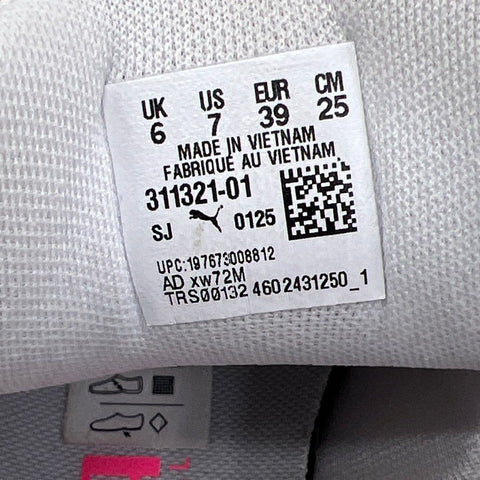 UK US EUR CM
6 7 39 25
MADE IN VIETNAM
FABRIQUÉ AU VIETNAM
311321-01
SJ 0125
UPC:197673008812
AD xw72M
TRS00132 4602431250_1